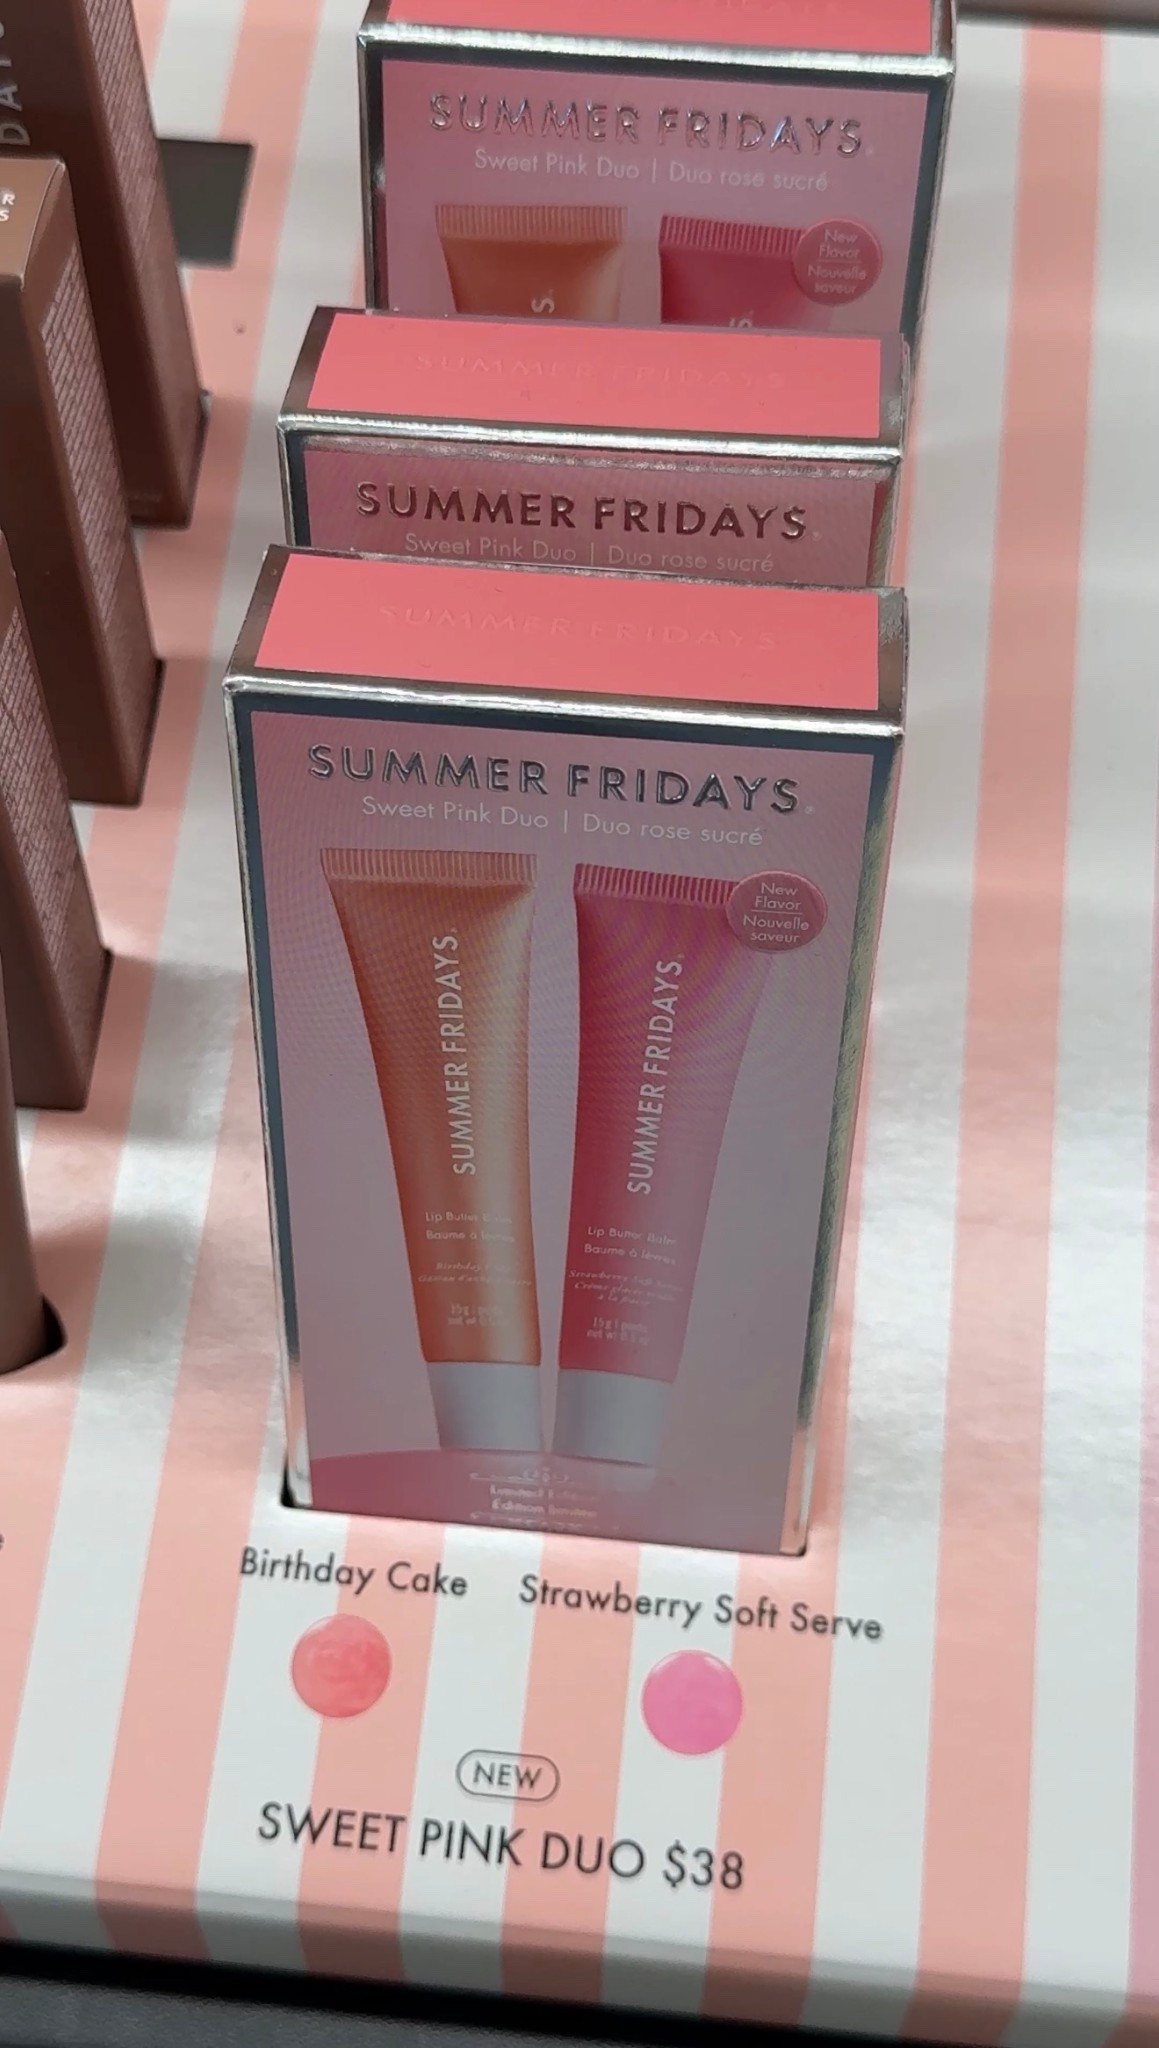 SUMMER FRIDAYS
Sweet Pink Duo | Duo rose sucré
New
Flavor
Nouvelle
saveur
SUMMER FRIDAYS
SUMMER FRIDAYS
Sweet Pink Duo | Duo rose sucré
SUMMER FRIDAYS
SUMMER FRIDAYS
Sweet Pink Duo | Duo rose sucré
New
Flavor
Nouvelle
saveur
SUMMER FRIDAYS
SUMMER FRIDAYS
Lip Butter Balm
Baume à lèvres
Lip Butter Balm
Baume à lèvres
Birthday Cake
Strawberry Soft Serve
NEW
SWEET PINK DUO $38